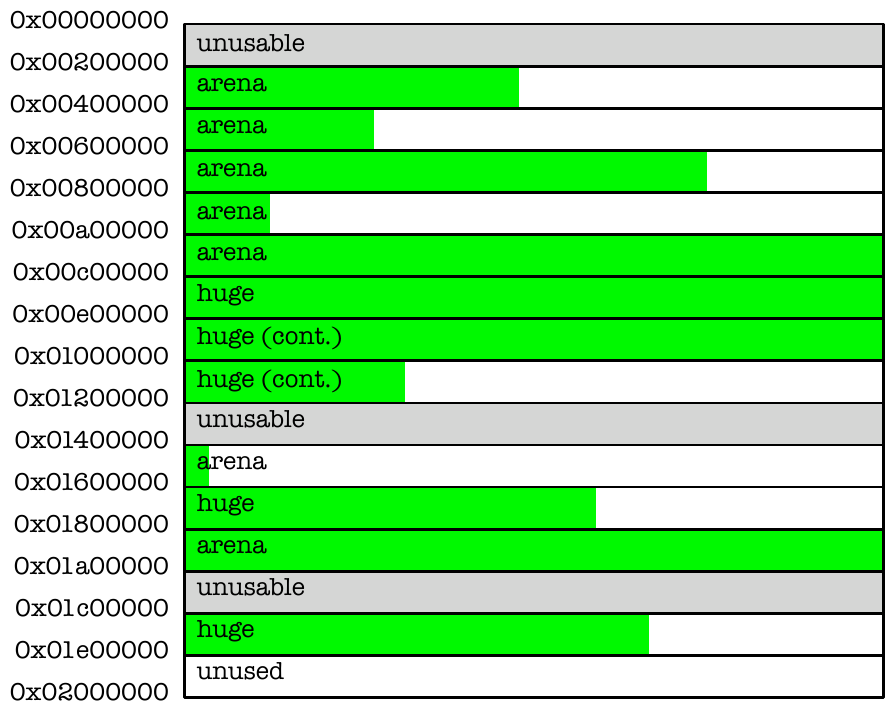 0x00000000
unusable
0x00200000
arena
0x00400000
arena
0x00600000
arena
0x00800000
arena
0x00a00000
arena
0x00c00000
huge
0x00e00000
huge (cont.)
0x01000000
huge (cont.)
0x01200000
unusable
0x01400000
arena
0x01600000
huge
0x01800000
arena
0x01a00000
unusable
0x01c00000
huge
0x01e00000
unused
0x02000000